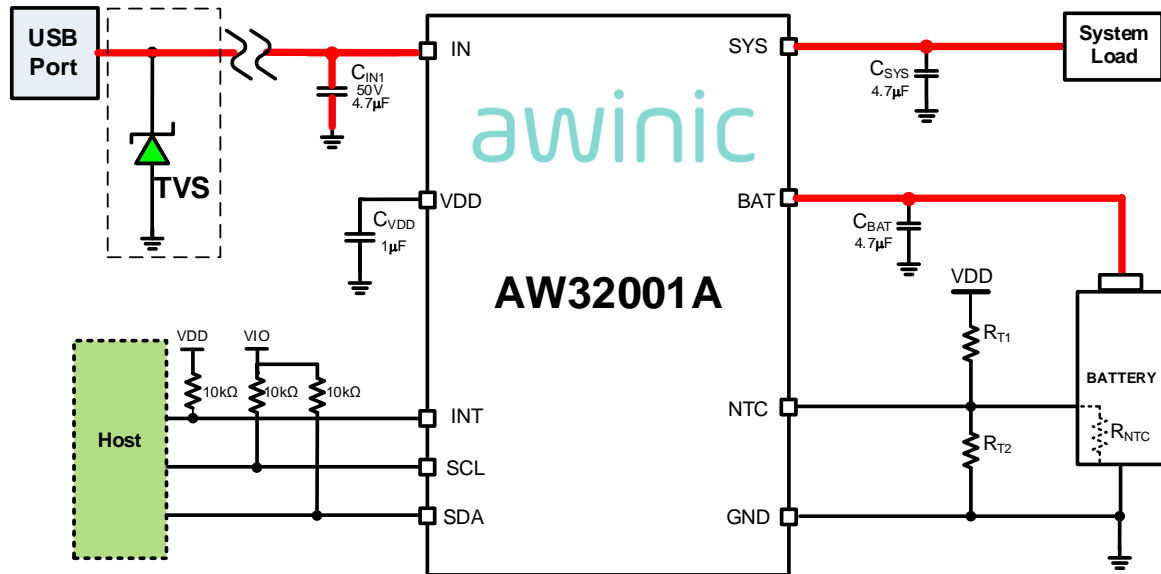 USB
Port
IN
SYS
System
Load
CIN1
50V
4.7μF
CSYS
4.7μF
awinic
TVS
VDD
BAT
CVDD
1μF
CBAT
4.7μF
AW32001A
VDD
RT1
VDD
VIO
10kΩ
10kΩ
10kΩ
BATTERY
INT
NTC
Host
RNTC
RT2
SCL
SDA
GND